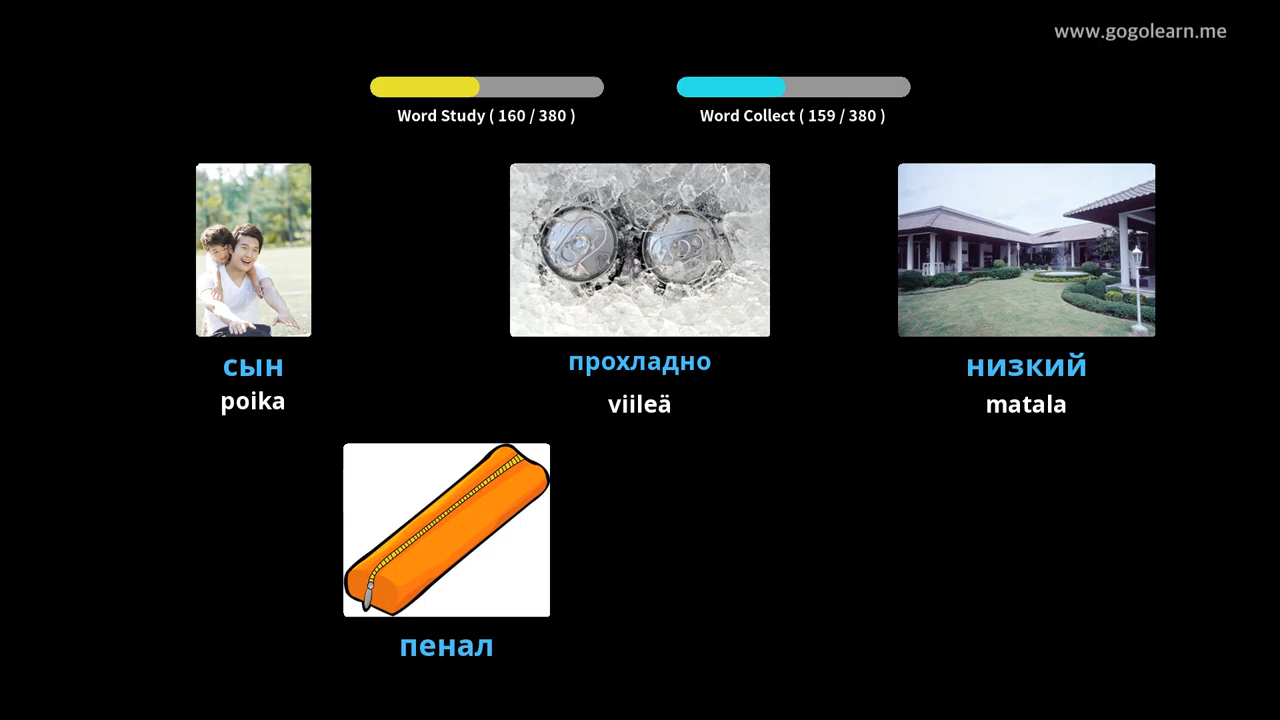 www.gogolearn.me
Word Study ( 160 / 380 )
Word Collect ( 159 / 380 )
сын
poika
прохладно
viileä
низкий
matala
пенал